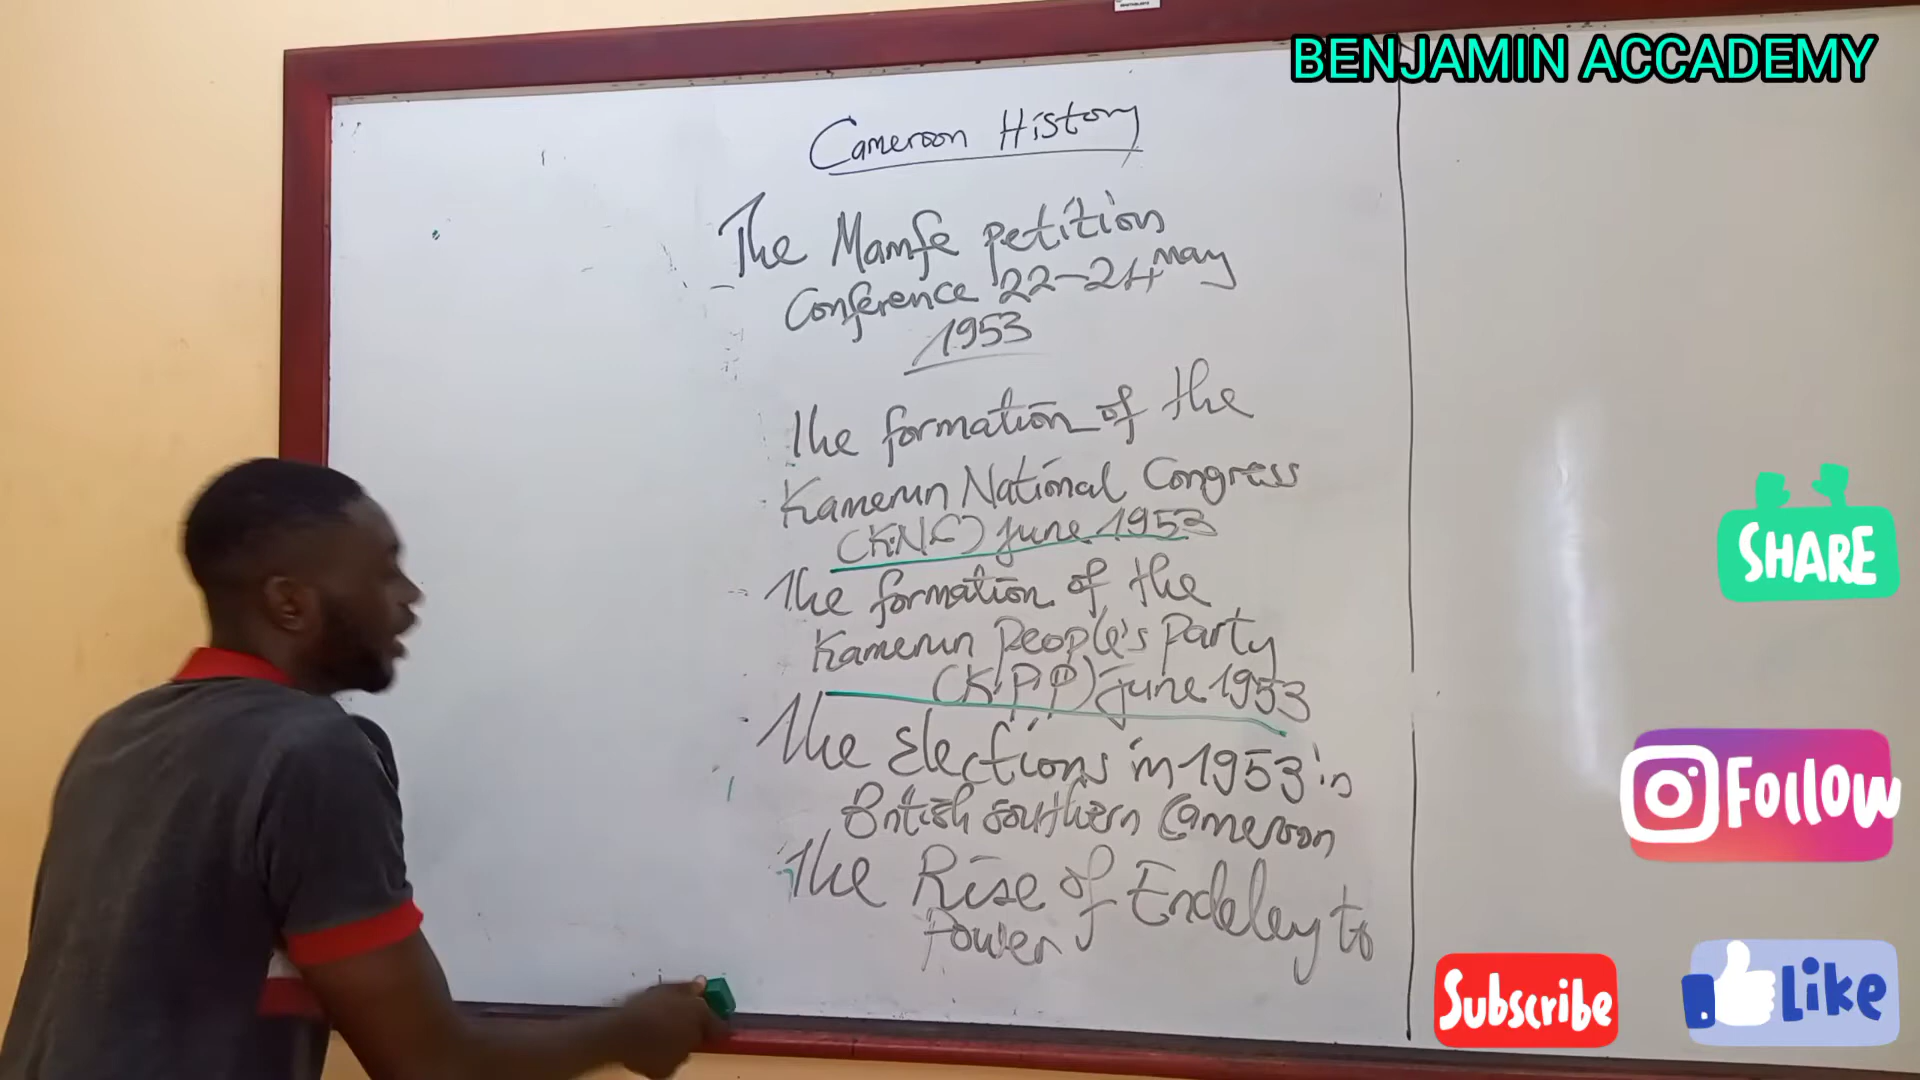 BENJAMIN ACCADEMY
Cameroon History
The Mamfe petition
Conference 22-24 may
1953
The formation of the
Kamerun National Congress
(KNC) june 1953
The formation of the
Kamerun People's Party
(K.P.P) june 1953
The Elections in 1953 in
British southern Cameroon
The Rise of Endeley to
Power
SHARE
Follow
Subscribe
Like